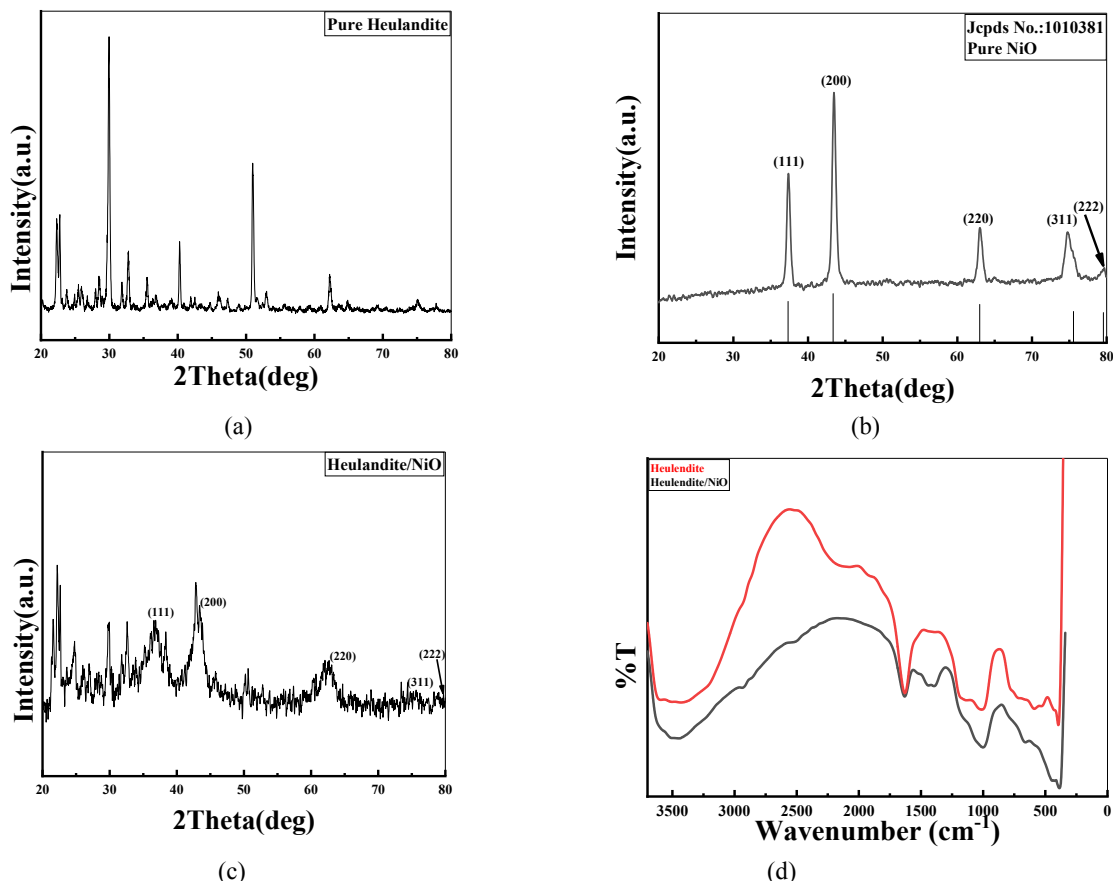 Pure Heulandite
Intensity(a.u.)
20 30 40 50 60 70 80
2Theta(deg)
(a)
Jcpds No.:1010381
Pure NiO
(111)
(200)
(220)
(311)
(222)
Intensity(a.u.)
20 30 40 50 60 70 80
2Theta(deg)
(b)
Heulandite/NiO
(111)
(200)
(220)
(311)
(222)
Intensity(a.u.)
20 30 40 50 60 70 80
2Theta(deg)
(c)
Heulendite
Heulendite/NiO
%T
3500 3000 2500 2000 1500 1000 500 0
Wavenumber (cm⁻¹)
(d)